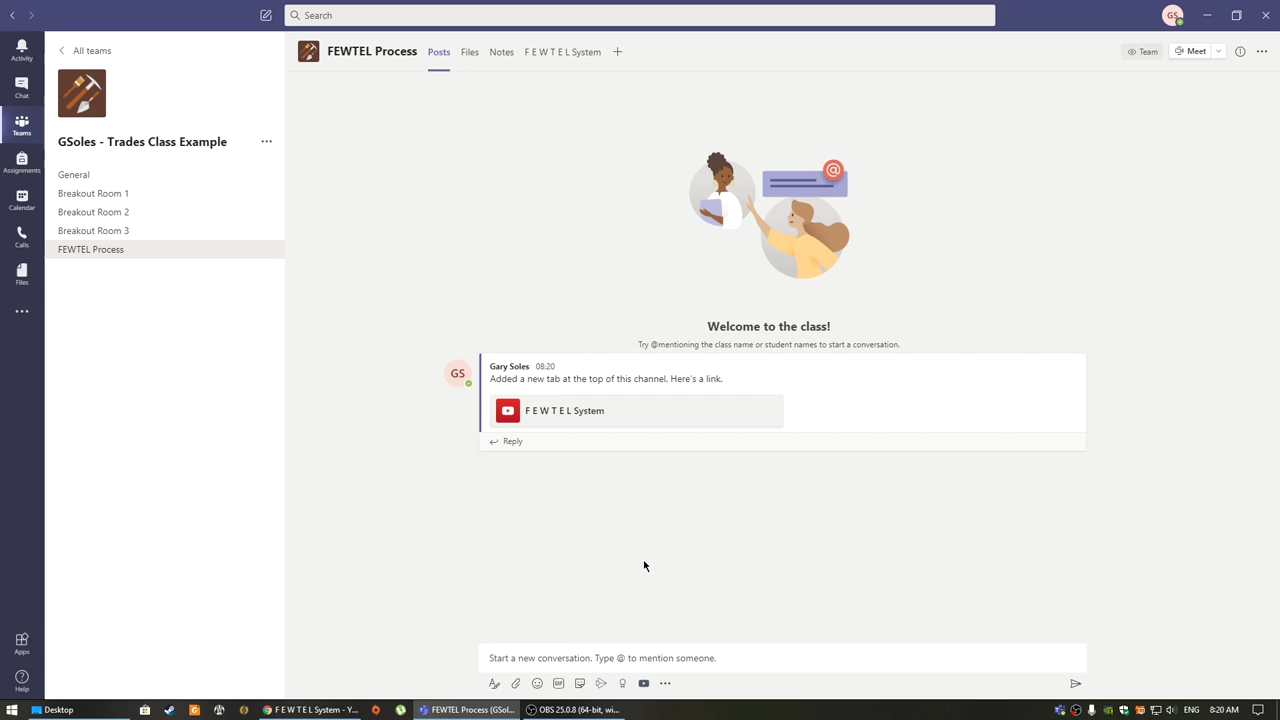 Search
GS
Activity
Chat
Teams
Assignments
Calendar
Calls
Files
Apps
Help
All teams
GSoles - Trades Class Example
General
Breakout Room 1
Breakout Room 2
Breakout Room 3
FEWTEL Process
FEWTEL Process
Posts
Files
Notes
F E W T E L System
Team
Meet
Welcome to the class!
Try @mentioning the class name or student names to start a conversation.
GS
Gary Soles 08:20
Added a new tab at the top of this channel. Here's a link.
F E W T E L System
Reply
Start a new conversation. Type @ to mention someone.
GIF
Desktop
F E W T E L System - Y...
FEWTEL Process (GSol...
OBS 25.0.8 (64-bit, wi...
ENG
8:20 AM